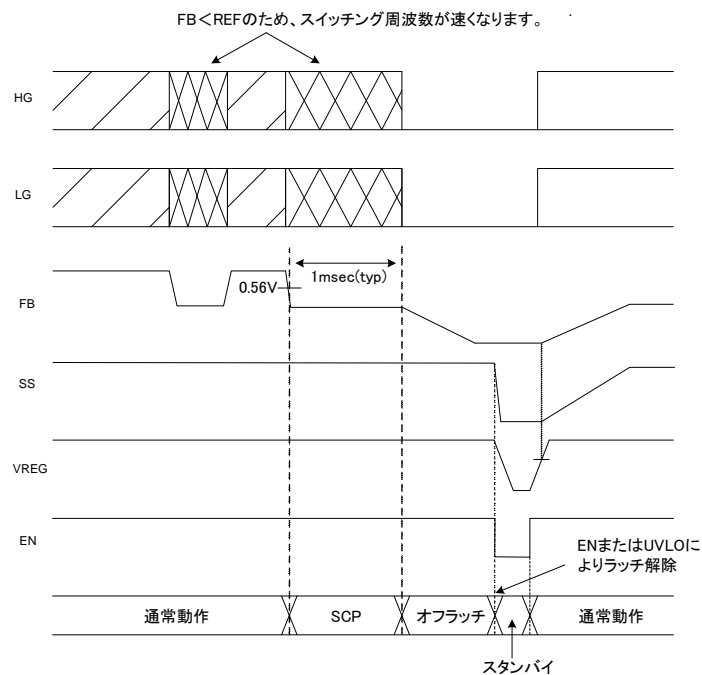 FB＜REFのため、スイッチング周波数が速くなります。
HG
LG
1msec(typ)
0.56V
FB
SS
VREG
EN
ENまたはUVLOに
よりラッチ解除
通常動作 SCP オフラッチ 通常動作
スタンバイ